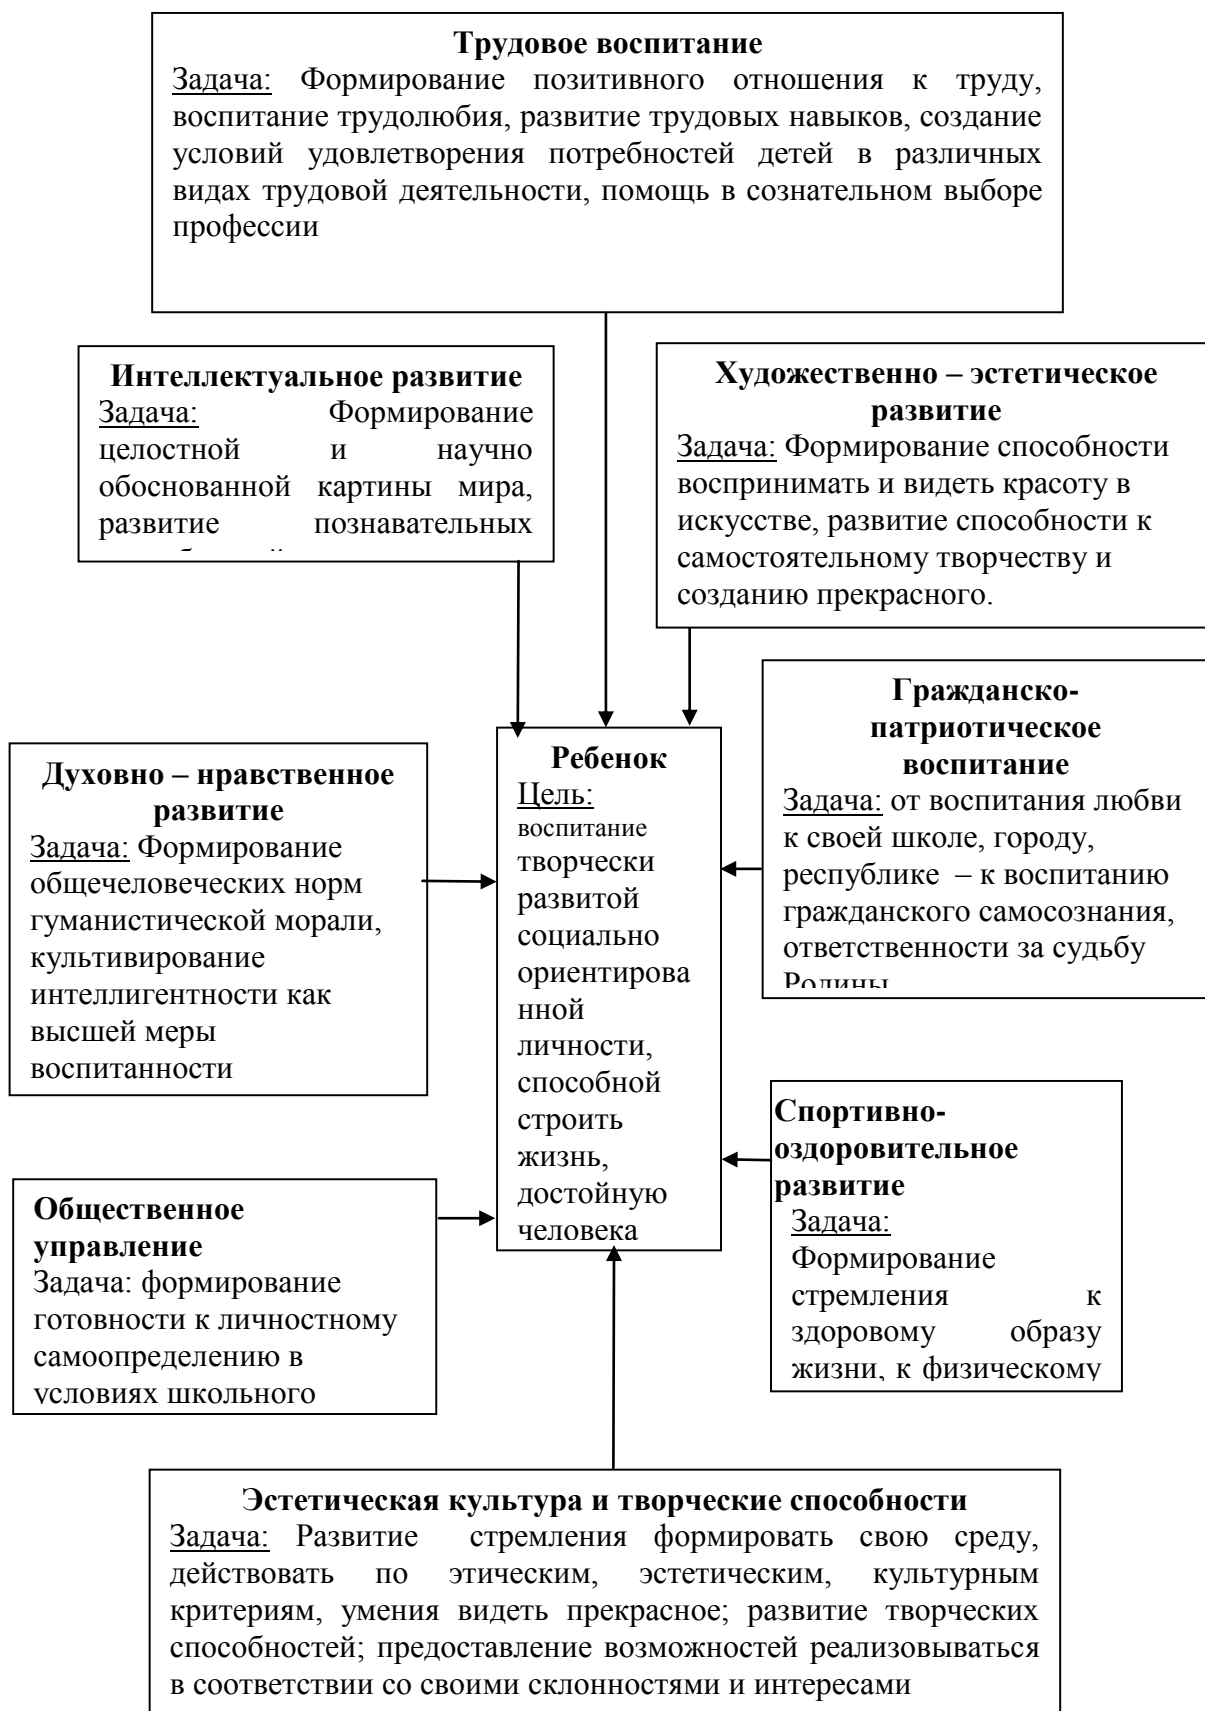 Трудовое воспитание
Задача: Формирование позитивного отношения к труду,
воспитание трудолюбия, развитие трудовых навыков, создание
условий удовлетворения потребностей детей в различных
видах трудовой деятельности, помощь в сознательном выборе
профессии
Интеллектуальное развитие
Задача: Формирование
целостной и научно
обоснованной картины мира,
развитие познавательных
Художественно – эстетическое
развитие
Задача: Формирование способности
воспринимать и видеть красоту в
искусстве, развитие способности к
самостоятельному творчеству и
созданию прекрасного.
Гражданско-
патриотическое
воспитание
Задача: от воспитания любви
к своей школе, городу,
республике – к воспитанию
гражданского самосознания,
ответственности за судьбу
Родины
Духовно – нравственное
развитие
Задача: Формирование
общечеловеческих норм
гуманистической морали,
культивирование
интеллигентности как
высшей меры
воспитанности
Ребенок
Цель:
воспитание
творчески
развитой
социально
ориентирова
нной
личности,
способной
строить
жизнь,
достойную
человека
Спортивно-
оздоровительное
развитие
Задача:
Формирование
стремления к
здоровому образу
жизни, к физическому
Общественное
управление
Задача: формирование
готовности к личностному
самоопределению в
условиях школьного
Эстетическая культура и творческие способности
Задача: Развитие стремления формировать свою среду,
действовать по этическим, эстетическим, культурным
критериям, умения видеть прекрасное; развитие творческих
способностей; предоставление возможностей реализовываться
в соответствии со своими склонностями и интересами